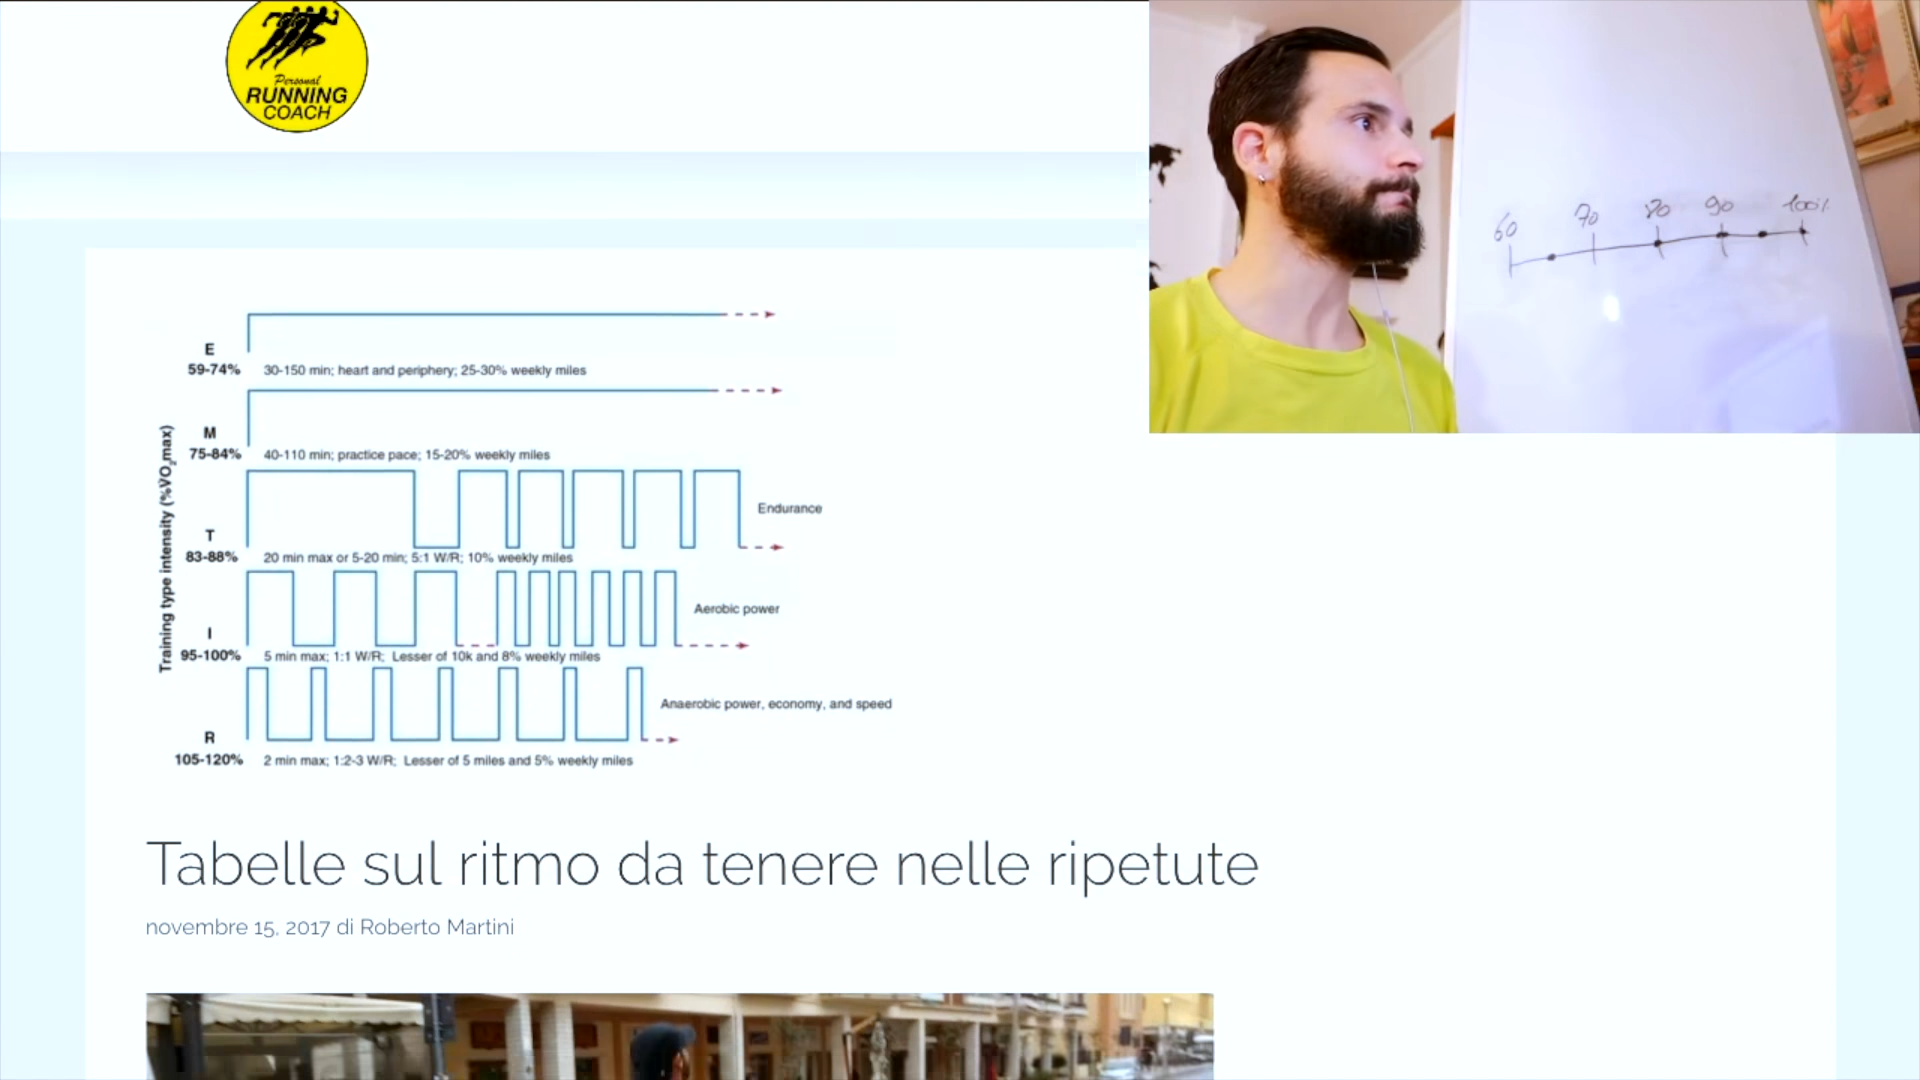 Personal
RUNNING
COACH
60 70 80 90 100%
Training type intensity (%V̇O₂max)
E
59-74%
30-150 min; heart and periphery; 25-30% weekly miles
M
75-84%
40-110 min; practice pace; 15-20% weekly miles
Endurance
T
83-88%
20 min max or 5-20 min; 5:1 W/R; 10% weekly miles
Aerobic power
I
95-100%
5 min max; 1:1 W/R; Lesser of 10k and 8% weekly miles
Anaerobic power, economy, and speed
R
105-120%
2 min max; 1:2-3 W/R; Lesser of 5 miles and 5% weekly miles
Tabelle sul ritmo da tenere nelle ripetute
novembre 15, 2017 di Roberto Martini